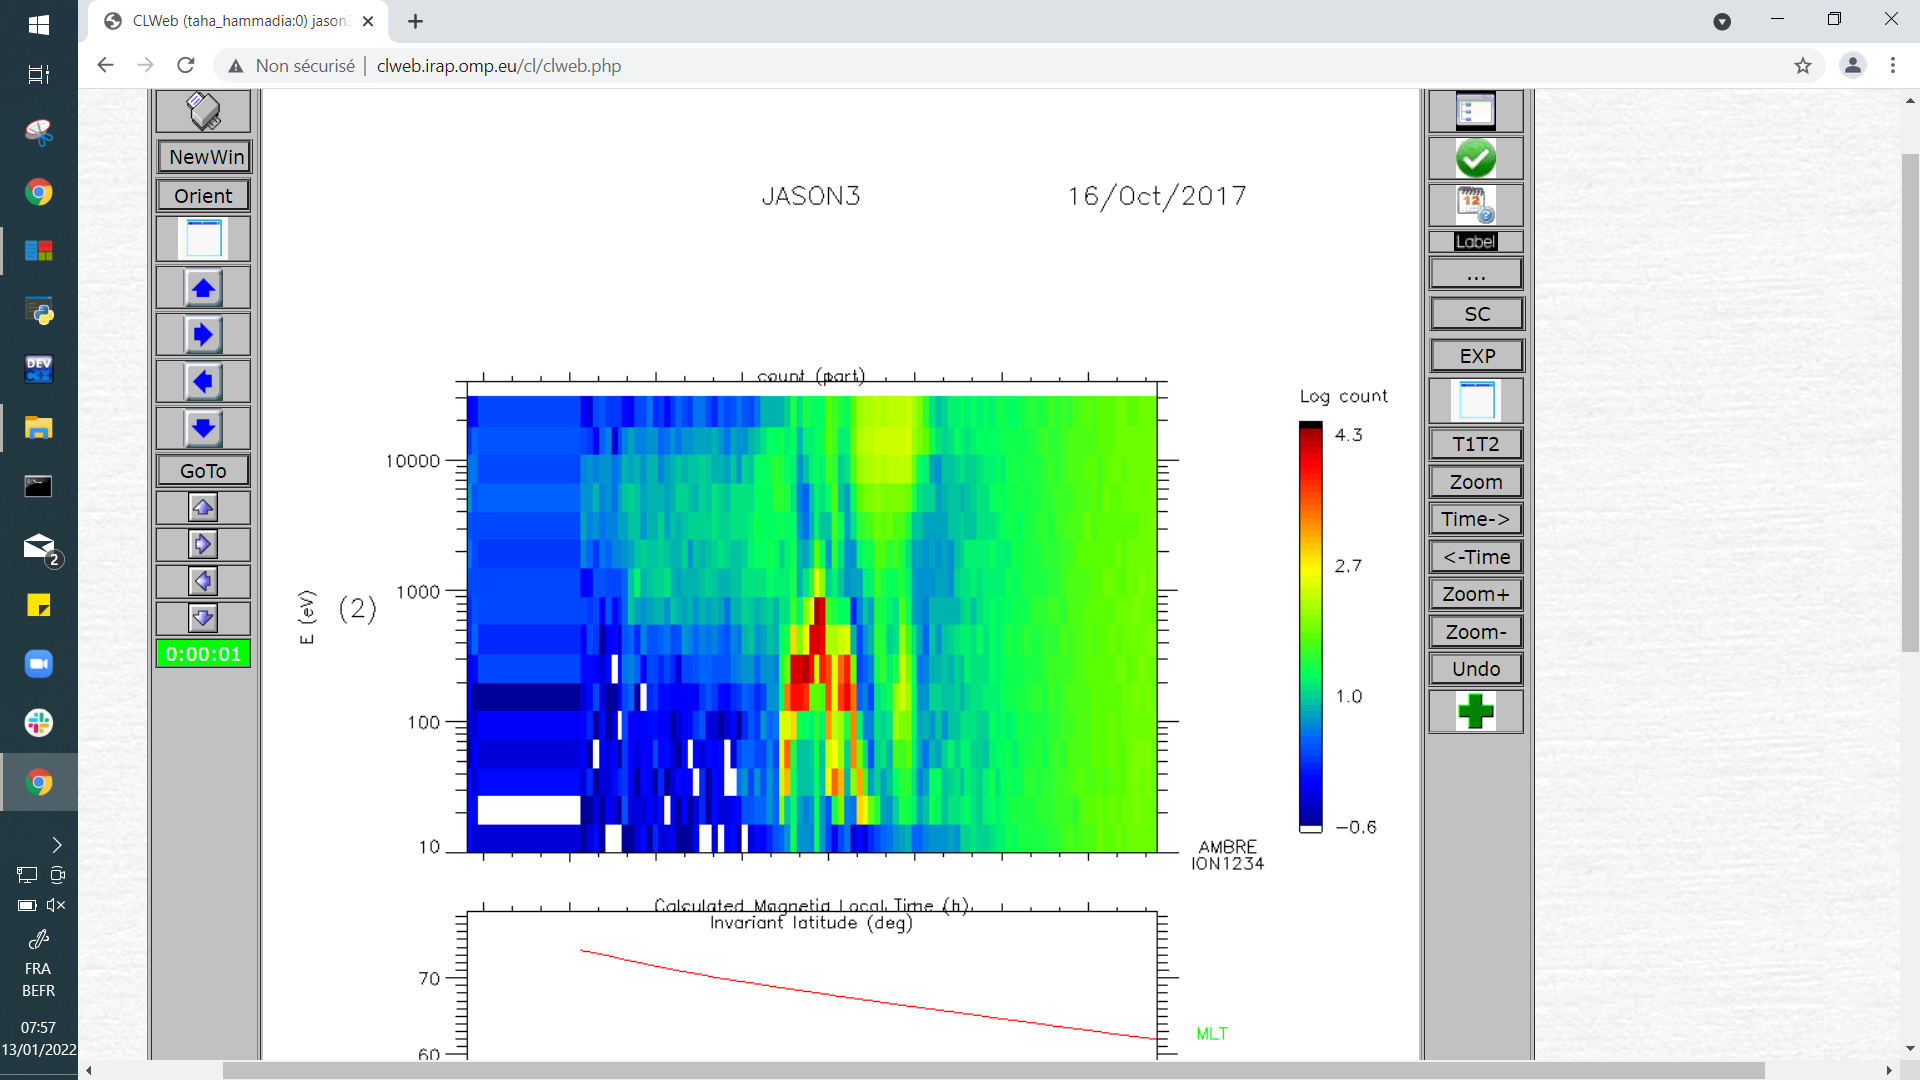 CLWeb (taha_hammadia:0) jason3
Non sécurisé
clweb.irap.omp.eu/cl/clweb.php
NewWin
Orient
GoTo
0:00:01
JASON3
16/Oct/2017
count (part)
10000
1000
100
10
E (eV)
(2)
Log count
4.3
2.7
1.0
−0.6
AMBRE
ION1234
Calculated Magnetic Local Time (h)
Invariant latitude (deg)
70
60
MLT
12
Label
...
SC
EXP
T1T2
Zoom
Time->
<-Time
Zoom+
Zoom-
Undo
DEV
C++
2
FRA
BEFR
07:57
13/01/2022